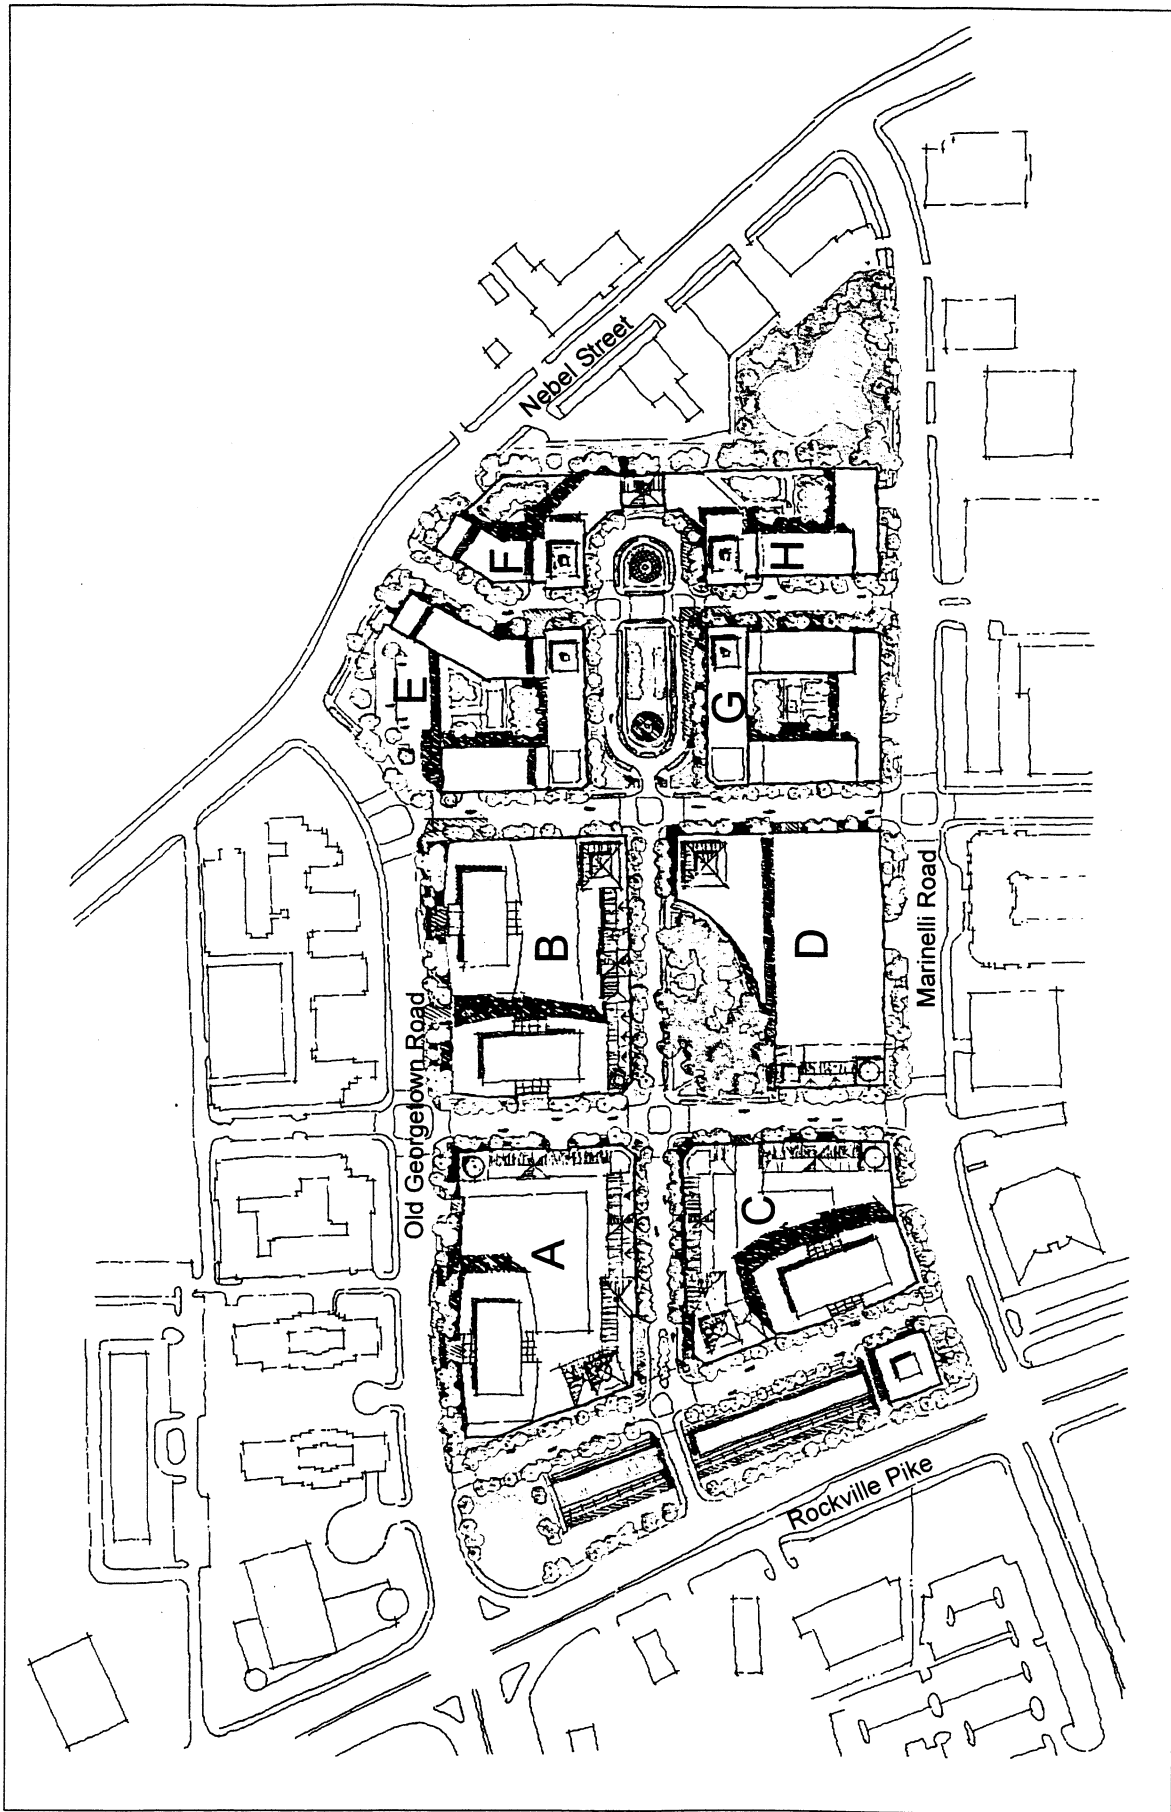 Nebel Street
F
H
E
G
B
D
Marinelli Road
Old Georgetown Road
A
C
Rockville Pike